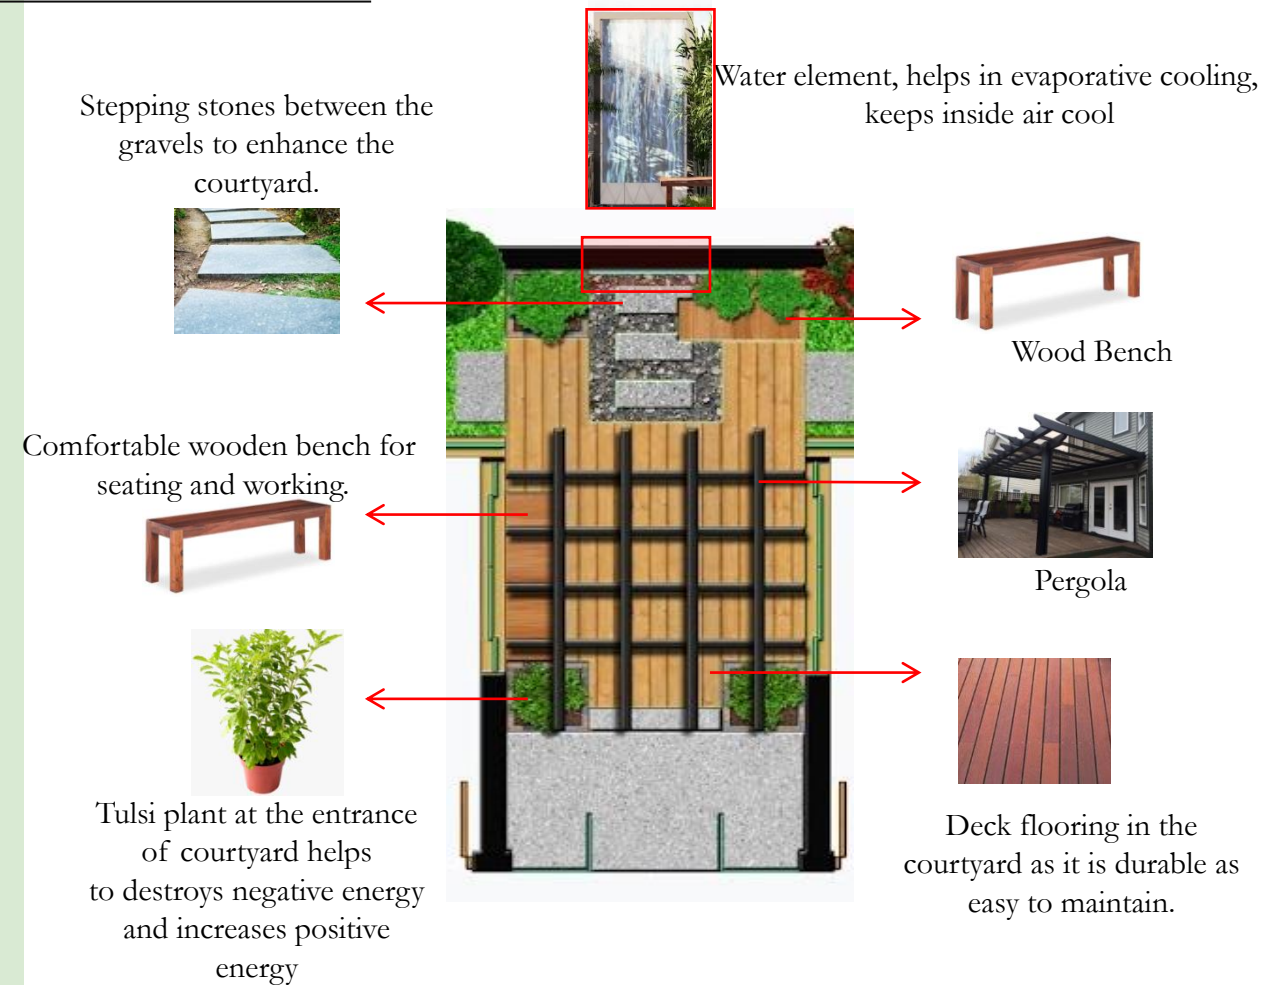 Water element, helps in evaporative cooling,
keeps inside air cool
Stepping stones between the
gravels to enhance the
courtyard.
Wood Bench
Comfortable wooden bench for
seating and working.
Pergola
Tulsi plant at the entrance
of courtyard helps
to destroys negative energy
and increases positive
energy
Deck flooring in the
courtyard as it is durable as
easy to maintain.